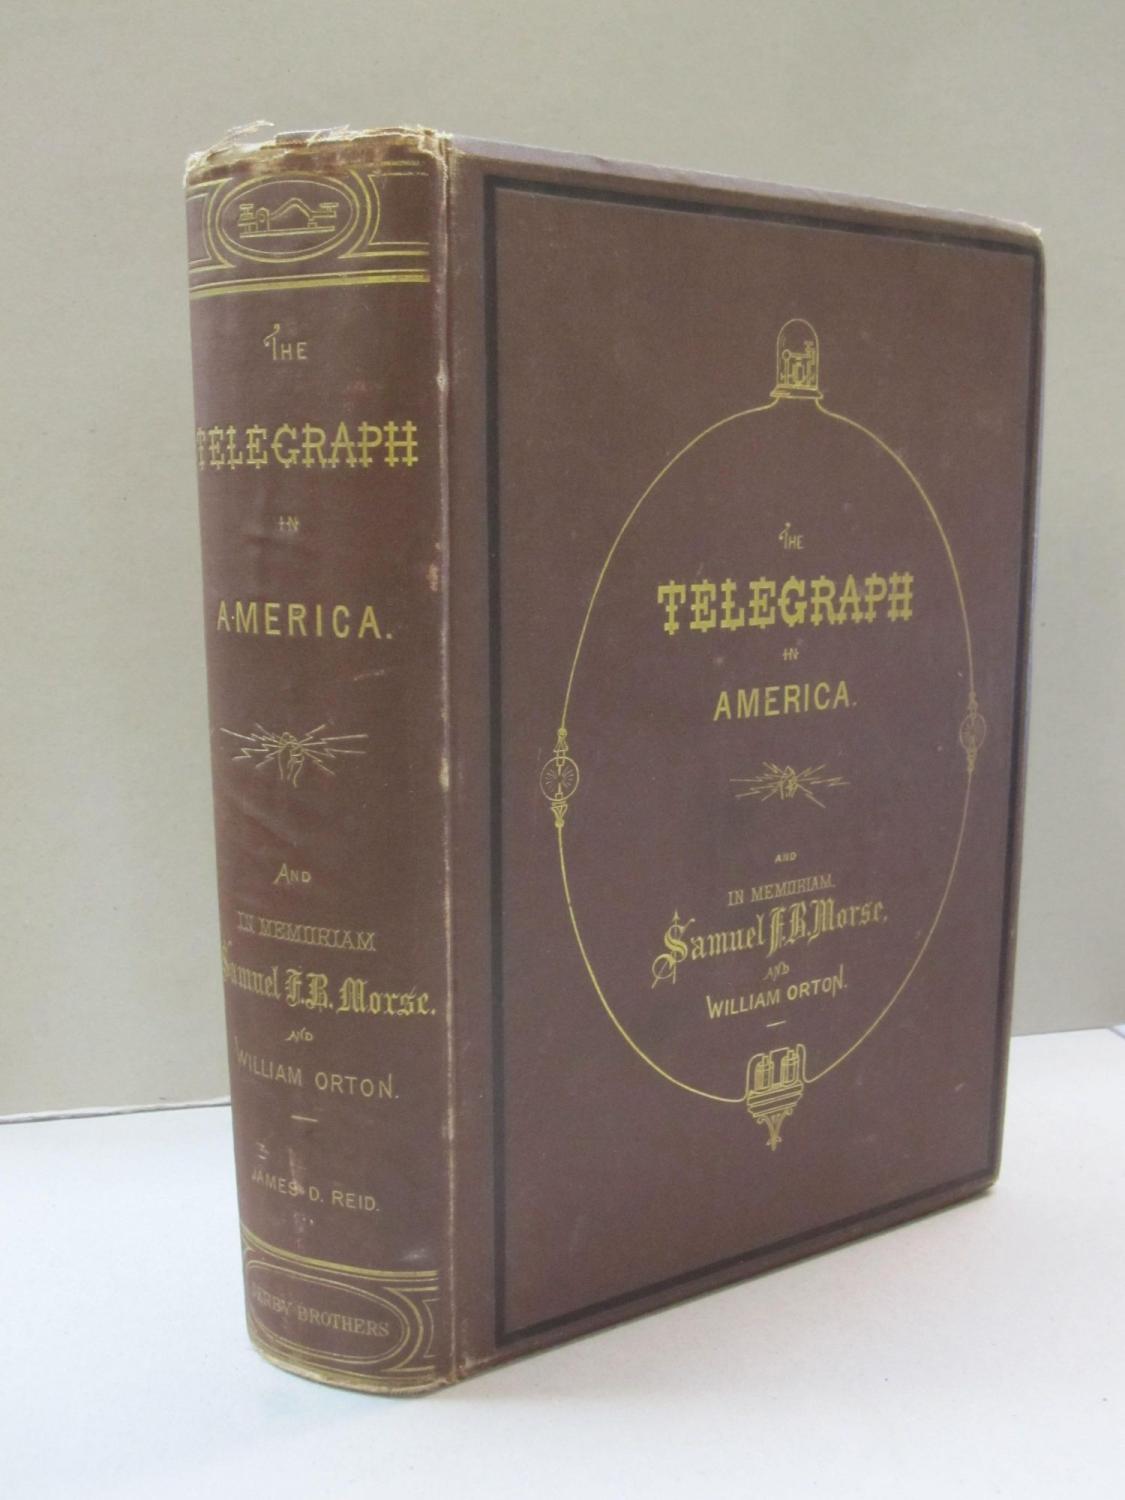 THE
TELEGRAPH
IN
AMERICA.
AND
IN MEMORIAM
Samuel F. B. Morse.
AND
WILLIAM ORTON.
JAMES D. REID.
DERBY BROTHERS
THE
TELEGRAPH
IN
AMERICA.
AND
IN MEMORIAM.
Samuel F. B. Morse,
AND
WILLIAM ORTON.